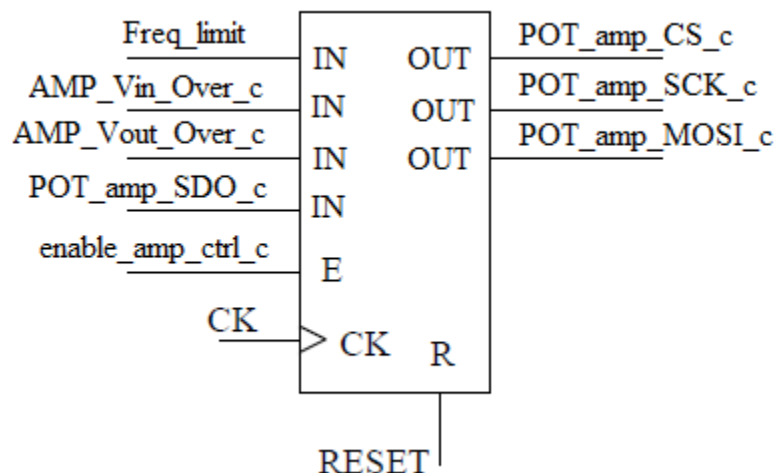 Freq_limit IN OUT POT_amp_CS_c
AMP_Vin_Over_c IN OUT POT_amp_SCK_c
AMP_Vout_Over_c IN OUT POT_amp_MOSI_c
POT_amp_SDO_c IN
enable_amp_ctrl_c E
CK CK R
RESET